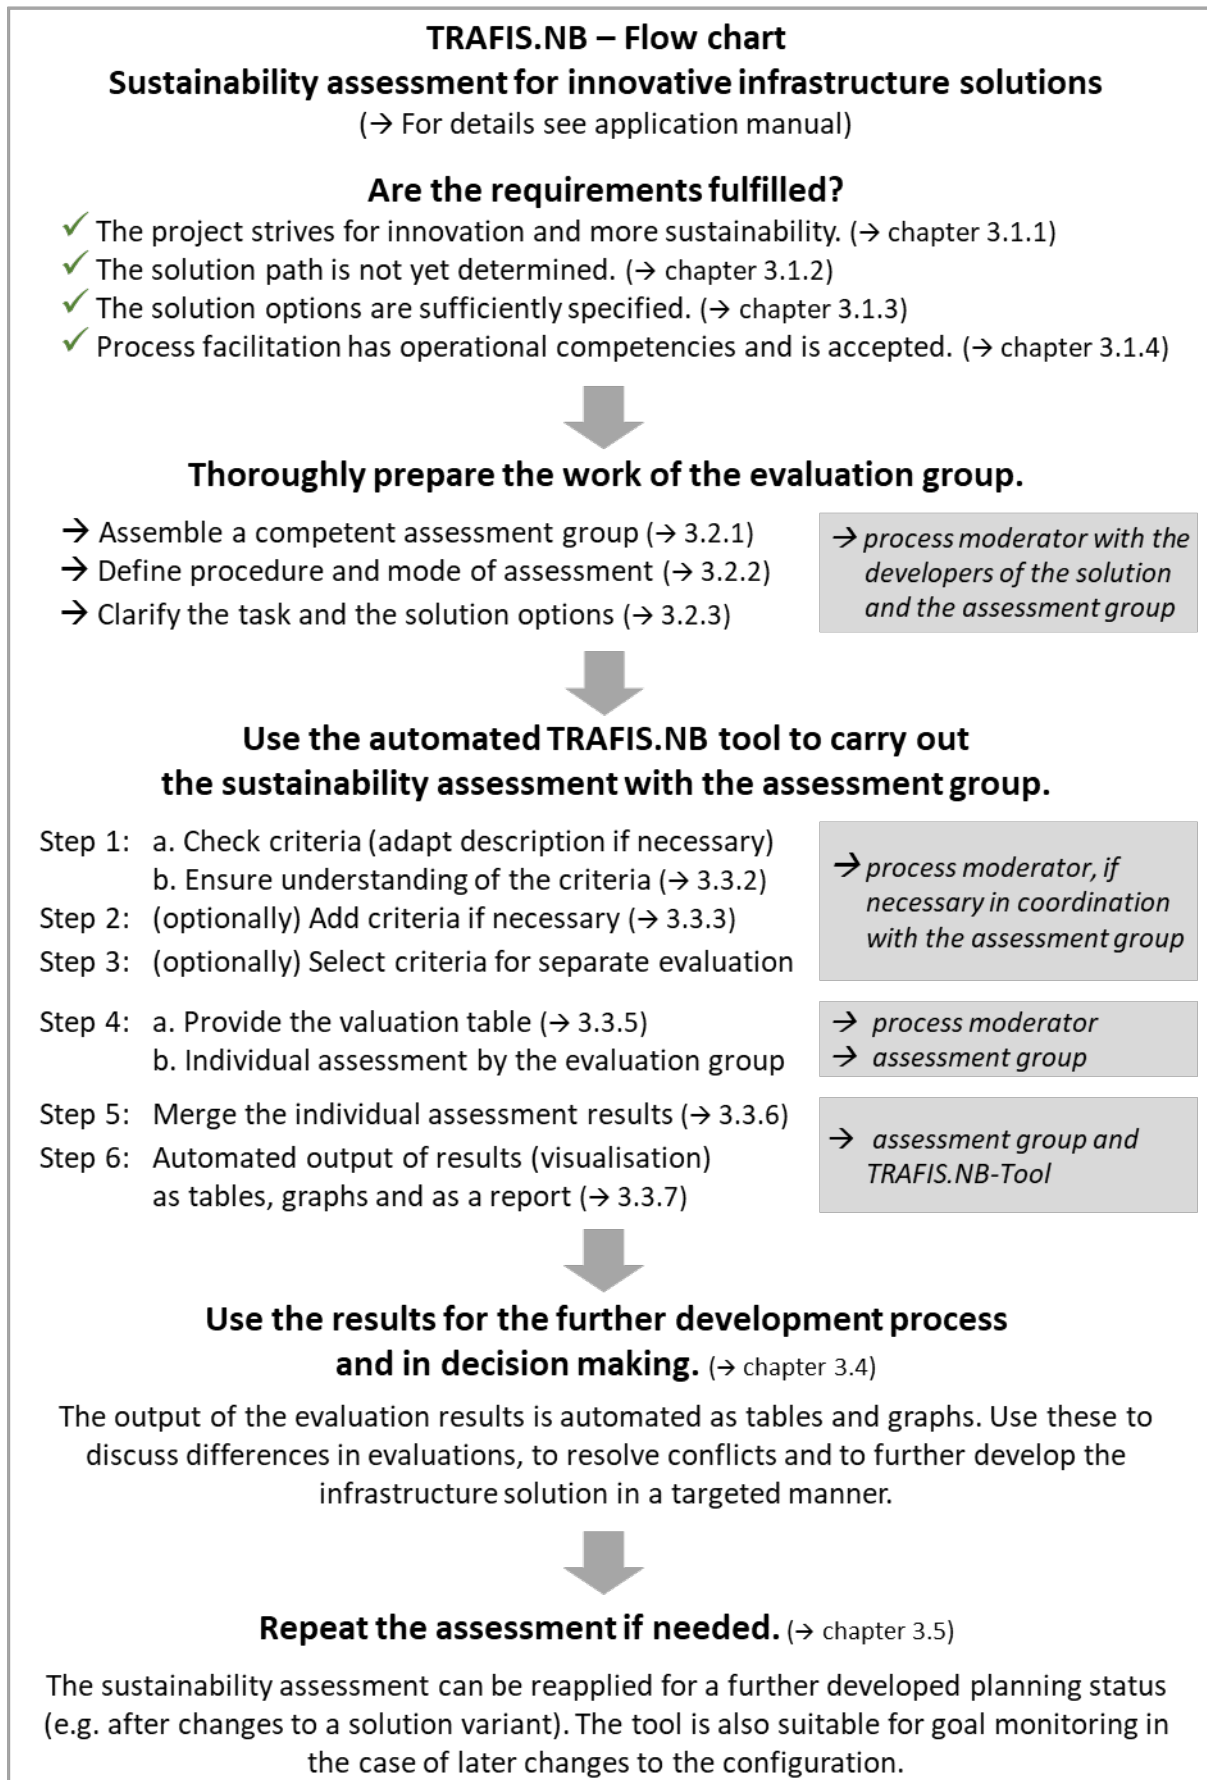 TRAFIS.NB – Flow chart
Sustainability assessment for innovative infrastructure solutions
(→ For details see application manual)
Are the requirements fulfilled?
✓ The project strives for innovation and more sustainability. (→ chapter 3.1.1)
✓ The solution path is not yet determined. (→ chapter 3.1.2)
✓ The solution options are sufficiently specified. (→ chapter 3.1.3)
✓ Process facilitation has operational competencies and is accepted. (→ chapter 3.1.4)
Thoroughly prepare the work of the evaluation group.
→ Assemble a competent assessment group (→ 3.2.1)
→ Define procedure and mode of assessment (→ 3.2.2)
→ Clarify the task and the solution options (→ 3.2.3)
→ process moderator with the
developers of the solution
and the assessment group
Use the automated TRAFIS.NB tool to carry out
the sustainability assessment with the assessment group.
Step 1: a. Check criteria (adapt description if necessary)
b. Ensure understanding of the criteria (→ 3.3.2)
Step 2: (optionally) Add criteria if necessary (→ 3.3.3)
Step 3: (optionally) Select criteria for separate evaluation
→ process moderator, if
necessary in coordination
with the assessment group
Step 4: a. Provide the valuation table (→ 3.3.5)
b. Individual assessment by the evaluation group
→ process moderator
→ assessment group
Step 5: Merge the individual assessment results (→ 3.3.6)
Step 6: Automated output of results (visualisation)
as tables, graphs and as a report (→ 3.3.7)
→ assessment group and
TRAFIS.NB-Tool
Use the results for the further development process
and in decision making. (→ chapter 3.4)
The output of the evaluation results is automated as tables and graphs. Use these to
discuss differences in evaluations, to resolve conflicts and to further develop the
infrastructure solution in a targeted manner.
Repeat the assessment if needed. (→ chapter 3.5)
The sustainability assessment can be reapplied for a further developed planning status
(e.g. after changes to a solution variant). The tool is also suitable for goal monitoring in
the case of later changes to the configuration.